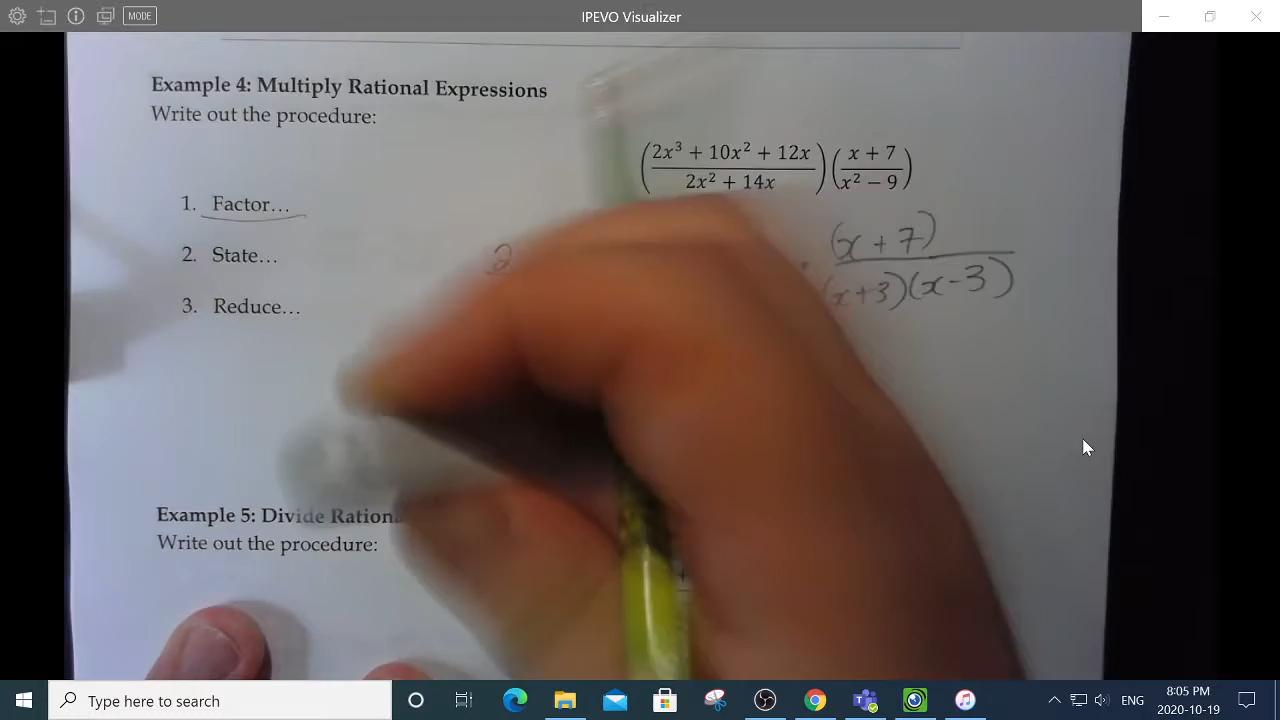 IPEVO Visualizer
MODE
Example 4: Multiply Rational Expressions
Write out the procedure:
(2x³ + 10x² + 12x / 2x² + 14x)(x + 7 / x² − 9)
1. Factor...
2. State...
3. Reduce...
2
· (x + 7) / (x+3)(x-3)
Example 5: Divide
Write out the procedure:
+
Type here to search
ENG
8:05 PM
2020-10-19